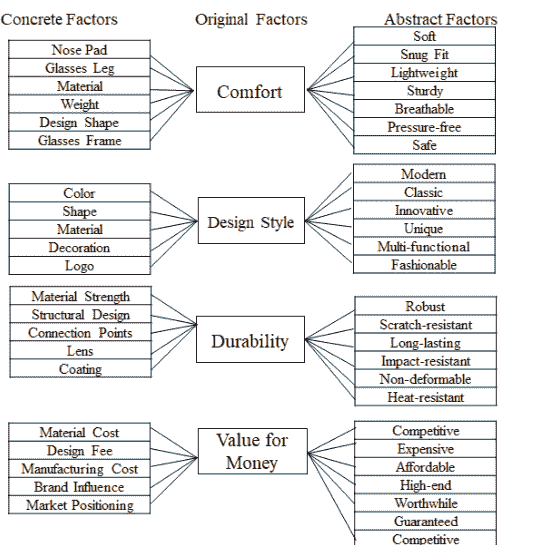 Concrete Factors
Original Factors
Abstract Factors
Nose Pad
Glasses Leg
Material
Weight
Design Shape
Glasses Frame
Comfort
Soft
Snug Fit
Lightweight
Sturdy
Breathable
Pressure-free
Safe
Color
Shape
Material
Decoration
Logo
Design Style
Modern
Classic
Innovative
Unique
Multi-functional
Fashionable
Material Strength
Structural Design
Connection Points
Lens
Coating
Durability
Robust
Scratch-resistant
Long-lasting
Impact-resistant
Non-deformable
Heat-resistant
Material Cost
Design Fee
Manufacturing Cost
Brand Influence
Market Positioning
Value for
Money
Competitive
Expensive
Affordable
High-end
Worthwhile
Guaranteed
Competitive